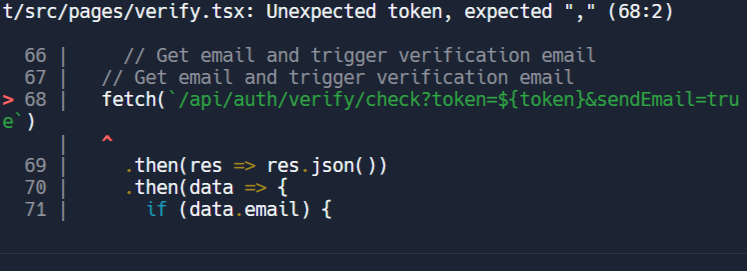 t/src/pages/verify.tsx: Unexpected token, expected "," (68:2)
  66 |     // Get email and trigger verification email
  67 |   // Get email and trigger verification email
> 68 |   fetch(`/api/auth/verify/check?token=${token}&sendEmail=tru
e`)
     |   ^
  69 |     .then(res => res.json())
  70 |     .then(data => {
  71 |       if (data.email) {